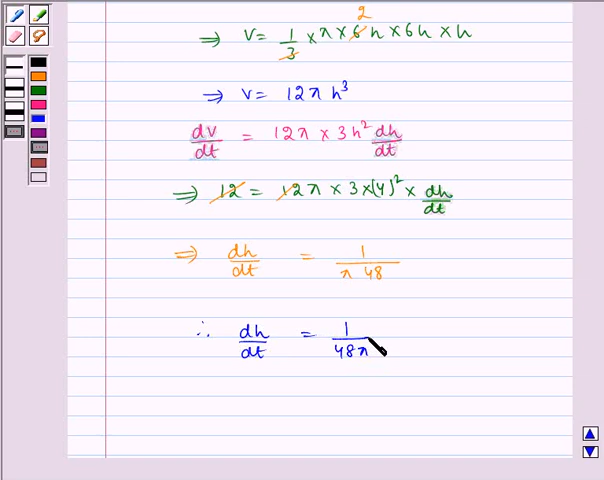 2
⇒ V = 1/3 × π × 6h × 6h × h
⇒ V = 12π h³
dv/dt = 12π × 3h² dh/dt
⇒ 12 = 12π × 3 × (4)² × dh/dt
⇒ dh/dt = 1/π 48
∴ dh/dt = 1/48π